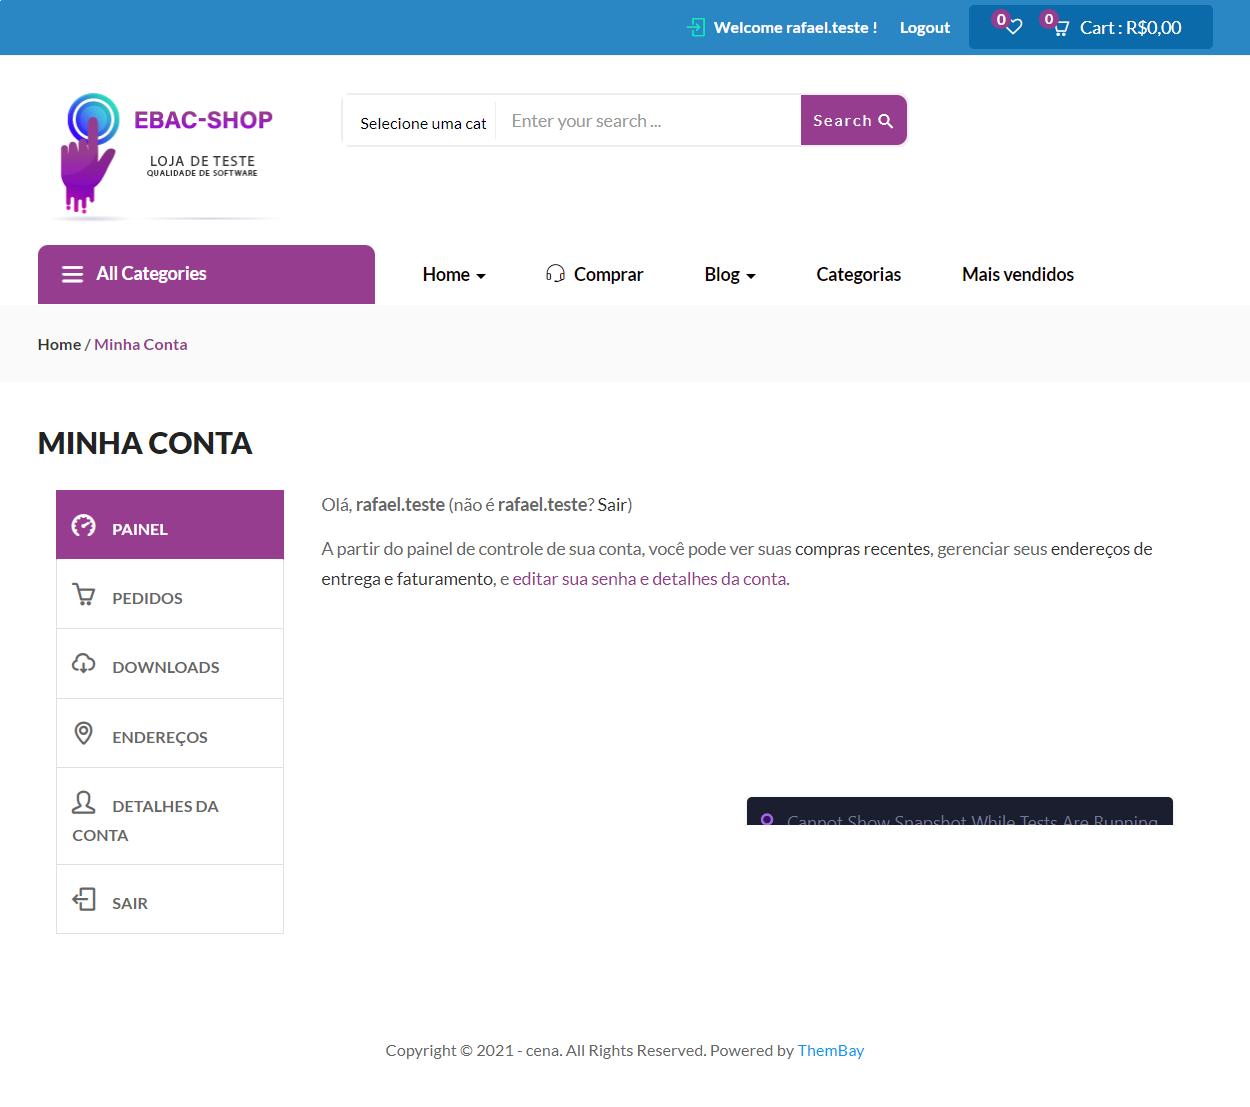 Welcome rafael.teste ! Logout 0 0 Cart : R$0,00
EBAC-SHOP
LOJA DE TESTE
QUALIDADE DE SOFTWARE
Selecione uma cat Enter your search ... Search
All Categories Home Comprar Blog Categorias Mais vendidos
Home / Minha Conta
MINHA CONTA
PAINEL
PEDIDOS
DOWNLOADS
ENDEREÇOS
DETALHES DA
CONTA
SAIR
Olá, rafael.teste (não é rafael.teste? Sair)
A partir do painel de controle de sua conta, você pode ver suas compras recentes, gerenciar seus endereços de
entrega e faturamento, e editar sua senha e detalhes da conta.
Cannot Show Snapshot While Tests Are Running
Copyright © 2021 - cena. All Rights Reserved. Powered by ThemBay